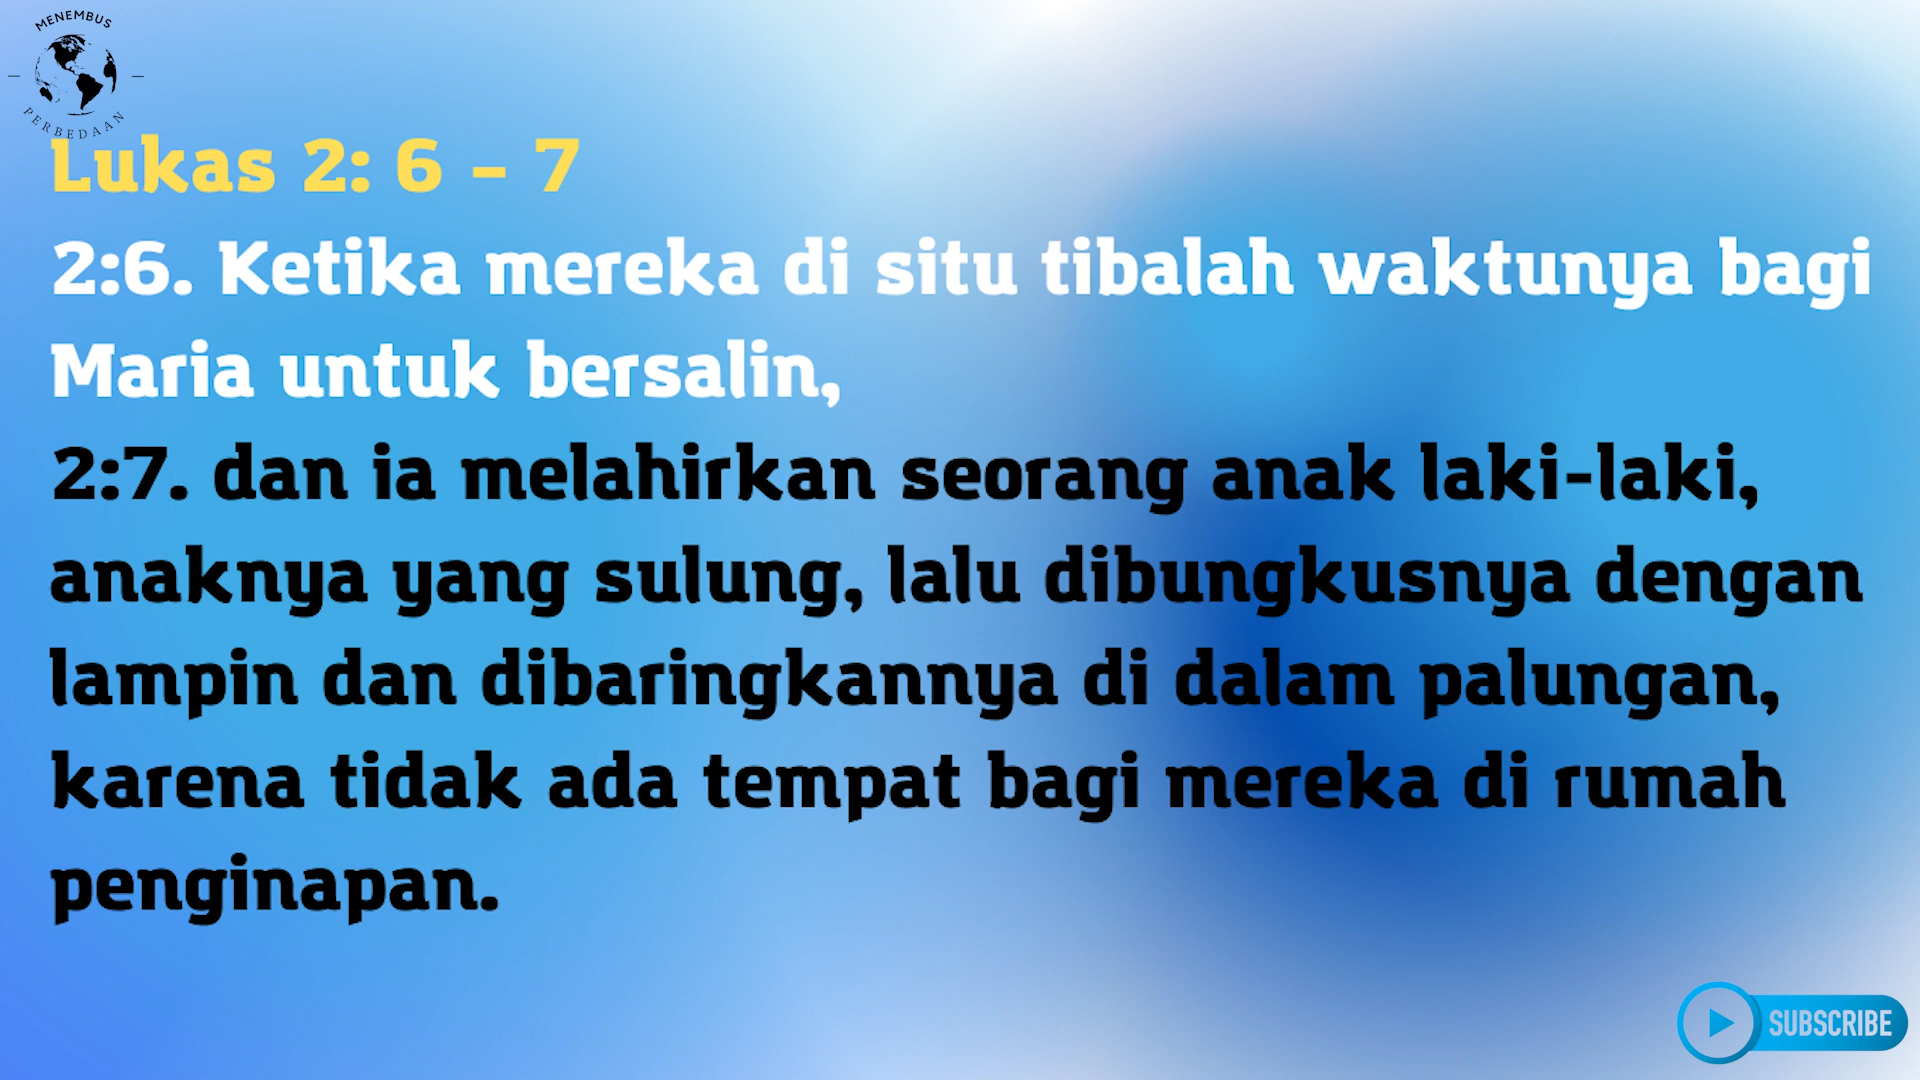 MENEMBUS
PERBEDAAN
Lukas 2: 6 - 7
2:6. Ketika mereka di situ tibalah waktunya bagi
Maria untuk bersalin,
2:7. dan ia melahirkan seorang anak laki-laki,
anaknya yang sulung, lalu dibungkusnya dengan
lampin dan dibaringkannya di dalam palungan,
karena tidak ada tempat bagi mereka di rumah
penginapan.
SUBSCRIBE